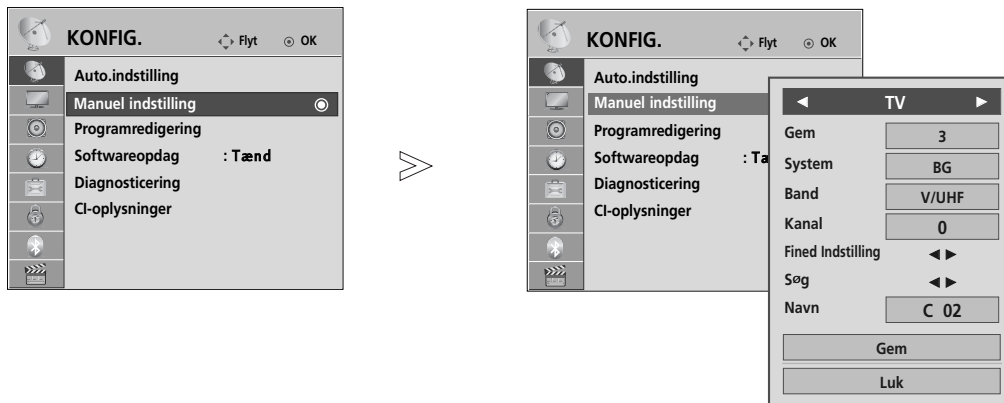 KONFIG.
Flyt
OK
Auto.indstilling
Manuel indstilling
Programredigering
Softwareopdag : Tænd
Diagnosticering
CI-oplysninger
KONFIG.
Flyt
OK
Auto.indstilling
Manuel indstilling
Programredigering
Softwareopdag : Tæ
Diagnosticering
CI-oplysninger
TV
Gem 3
System BG
Band V/UHF
Kanal 0
Fined Indstilling
Søg
Navn C 02
Gem
Luk